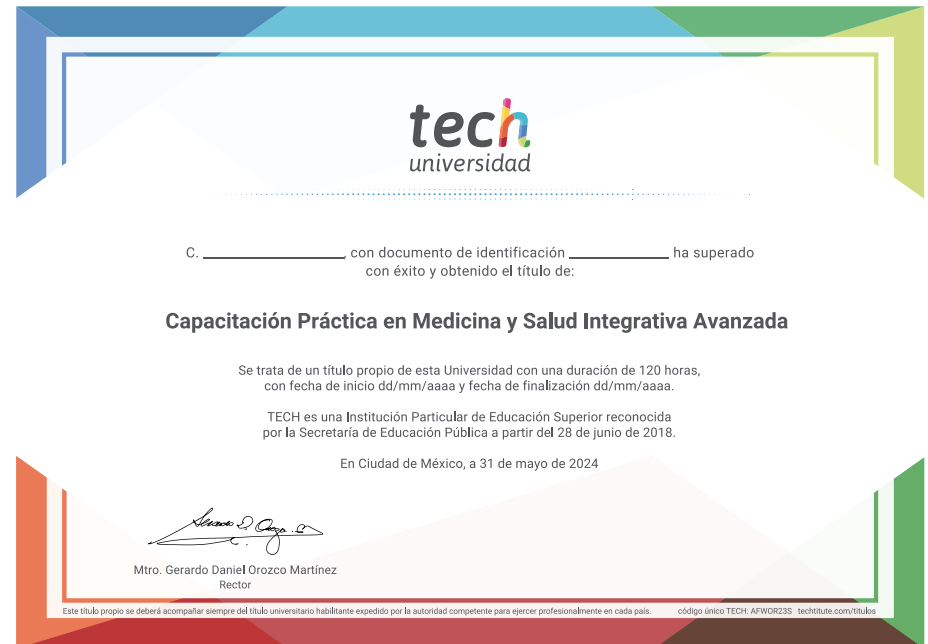 tech
universidad
C. ____________, con documento de identificación ____________ ha superado
con éxito y obtenido el título de:
Capacitación Práctica en Medicina y Salud Integrativa Avanzada
Se trata de un título propio de esta Universidad con una duración de 120 horas,
con fecha de inicio dd/mm/aaaa y fecha de finalización dd/mm/aaaa.
TECH es una Institución Particular de Educación Superior reconocida
por la Secretaría de Educación Pública a partir del 28 de junio de 2018.
En Ciudad de México, a 31 de mayo de 2024
Mtro. Gerardo Daniel Orozco Martínez
Rector
Este título propio se deberá acompañar siempre del título universitario habilitante expedido por la autoridad competente para ejercer profesionalmente en cada país. código único TECH: AFWOR23S techtitute.com/titulos